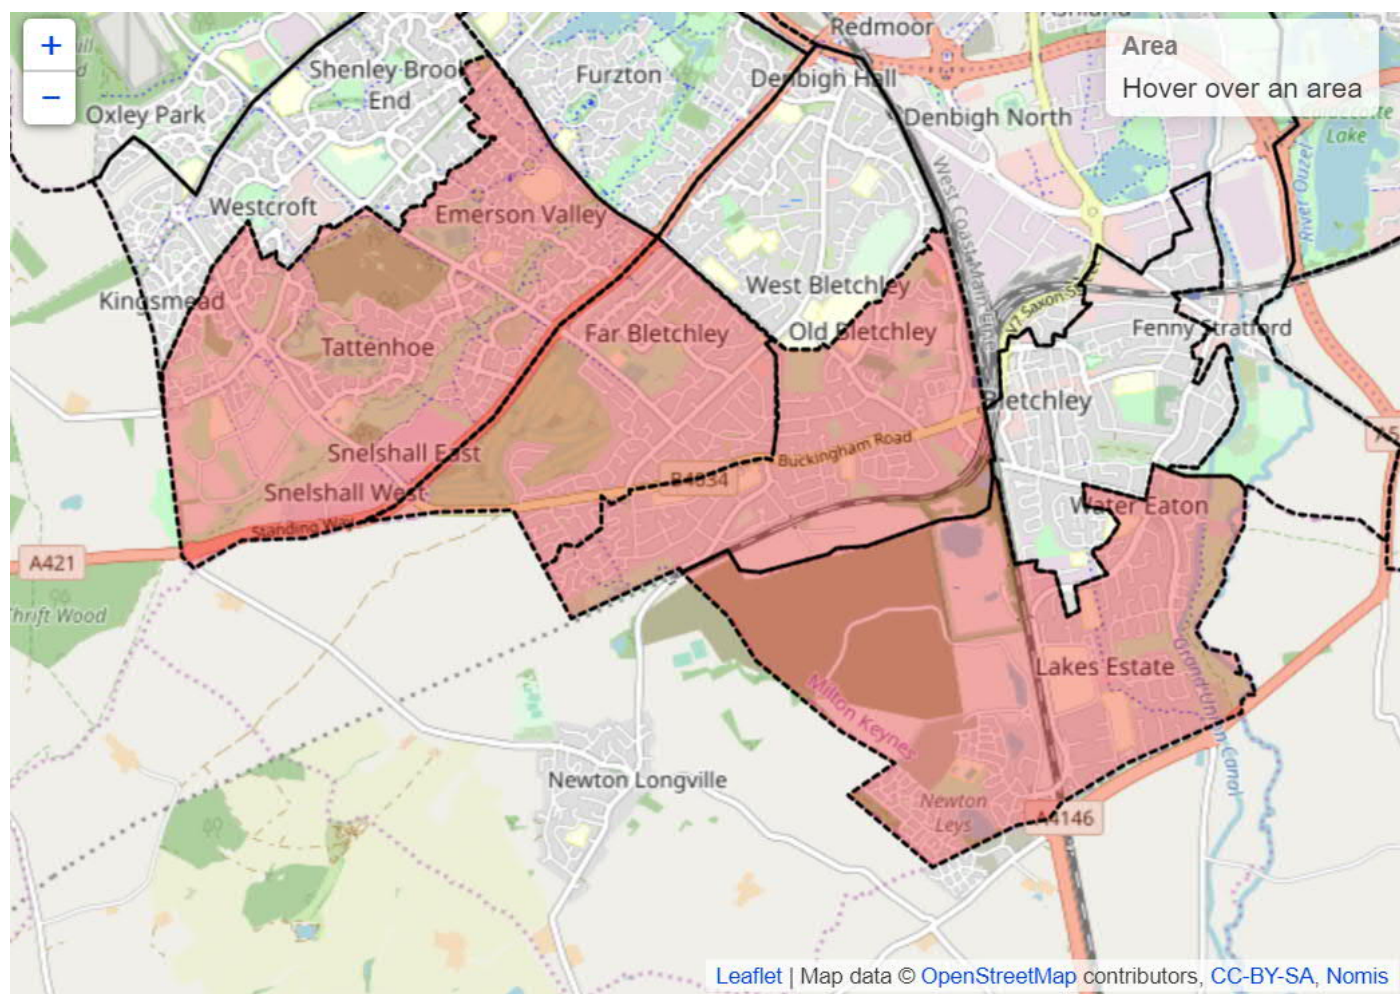 +
−
Redmoor
Area
Hover over an area
Shenley Brook
End
Furzton
Denbigh Hall
Oxley Park
Denbigh North
Lake
River Ouzel
West Coast Main Line
Westcroft
Emerson Valley
Kingsmead
West Bletchley
V7 Saxon St
Far Bletchley
Old Bletchley
Fenny Stratford
Tattenhoe
Bletchley
Snelshall East
Buckingham Road
B4034
Snelshall West
Water Eaton
Standing Way
A421
Thrift Wood
Lakes Estate
Grand Union Canal
Milton Keynes
Newton Longville
Newton
Leys
A4146
Leaflet | Map data © OpenStreetMap contributors, CC-BY-SA, Nomis